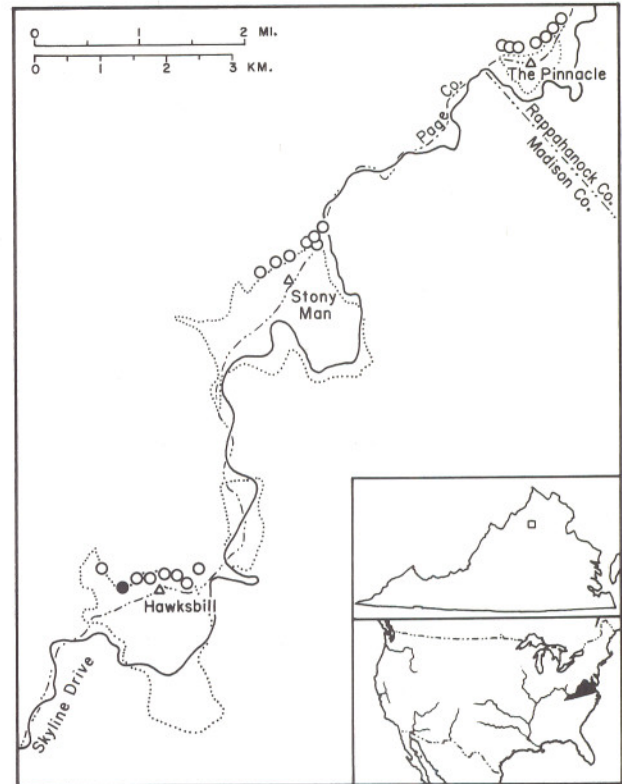 0 1 2 MI.
0 1 2 3 KM.
The Pinnacle
Page Co.
Rappahanock Co.
Madison Co.
Stony
Man
Hawksbill
Skyline Drive